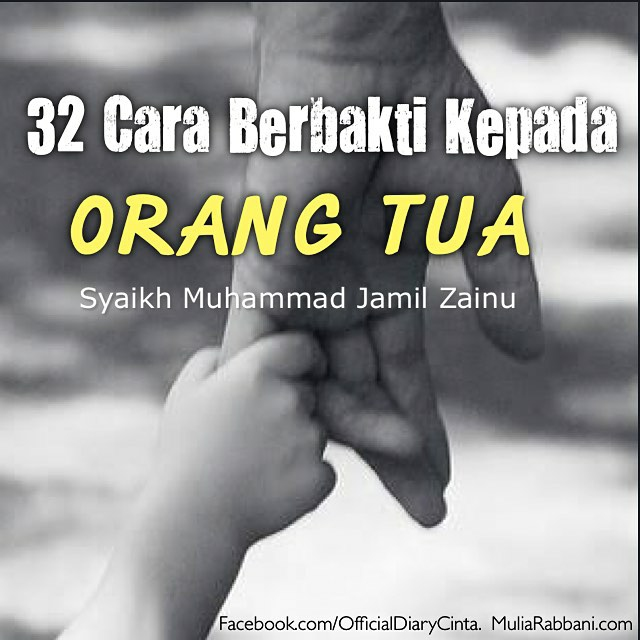 32 Cara Berbakti Kepada
ORANG TUA
Syaikh Muhammad Jamil Zainu
Facebook.com/OfficialDiaryCinta. MuliaRabbani.com